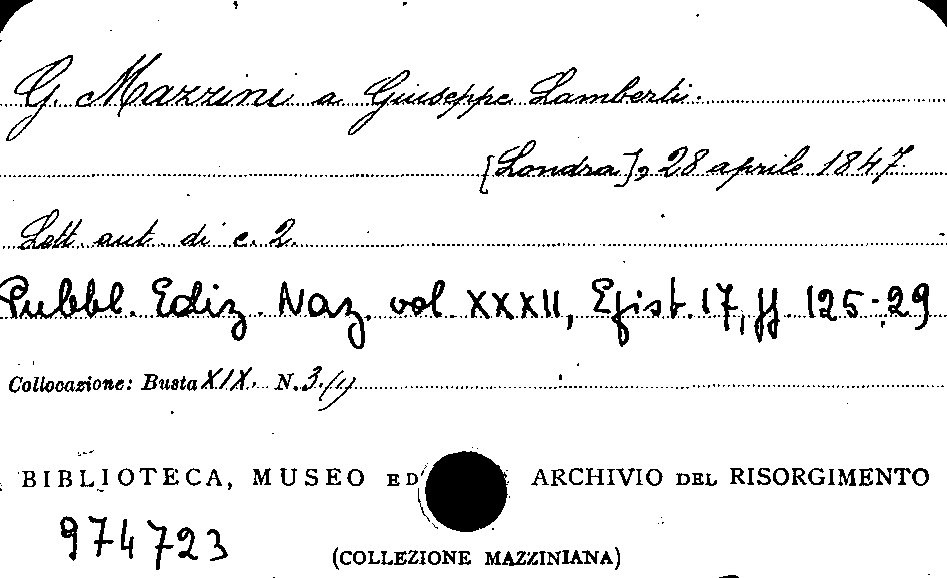 G. Mazzini a Giuseppe Lamberti.
[Londra], 28 aprile 1847.
Lett. aut. di c. 2.
Pubbl. Ediz. Naz. vol. XXXII, Epist. 17, pp. 125-29
Collocazione: Busta XIX. N. 3./1)
BIBLIOTECA, MUSEO ED ARCHIVIO DEL RISORGIMENTO
974723
(COLLEZIONE MAZZINIANA)